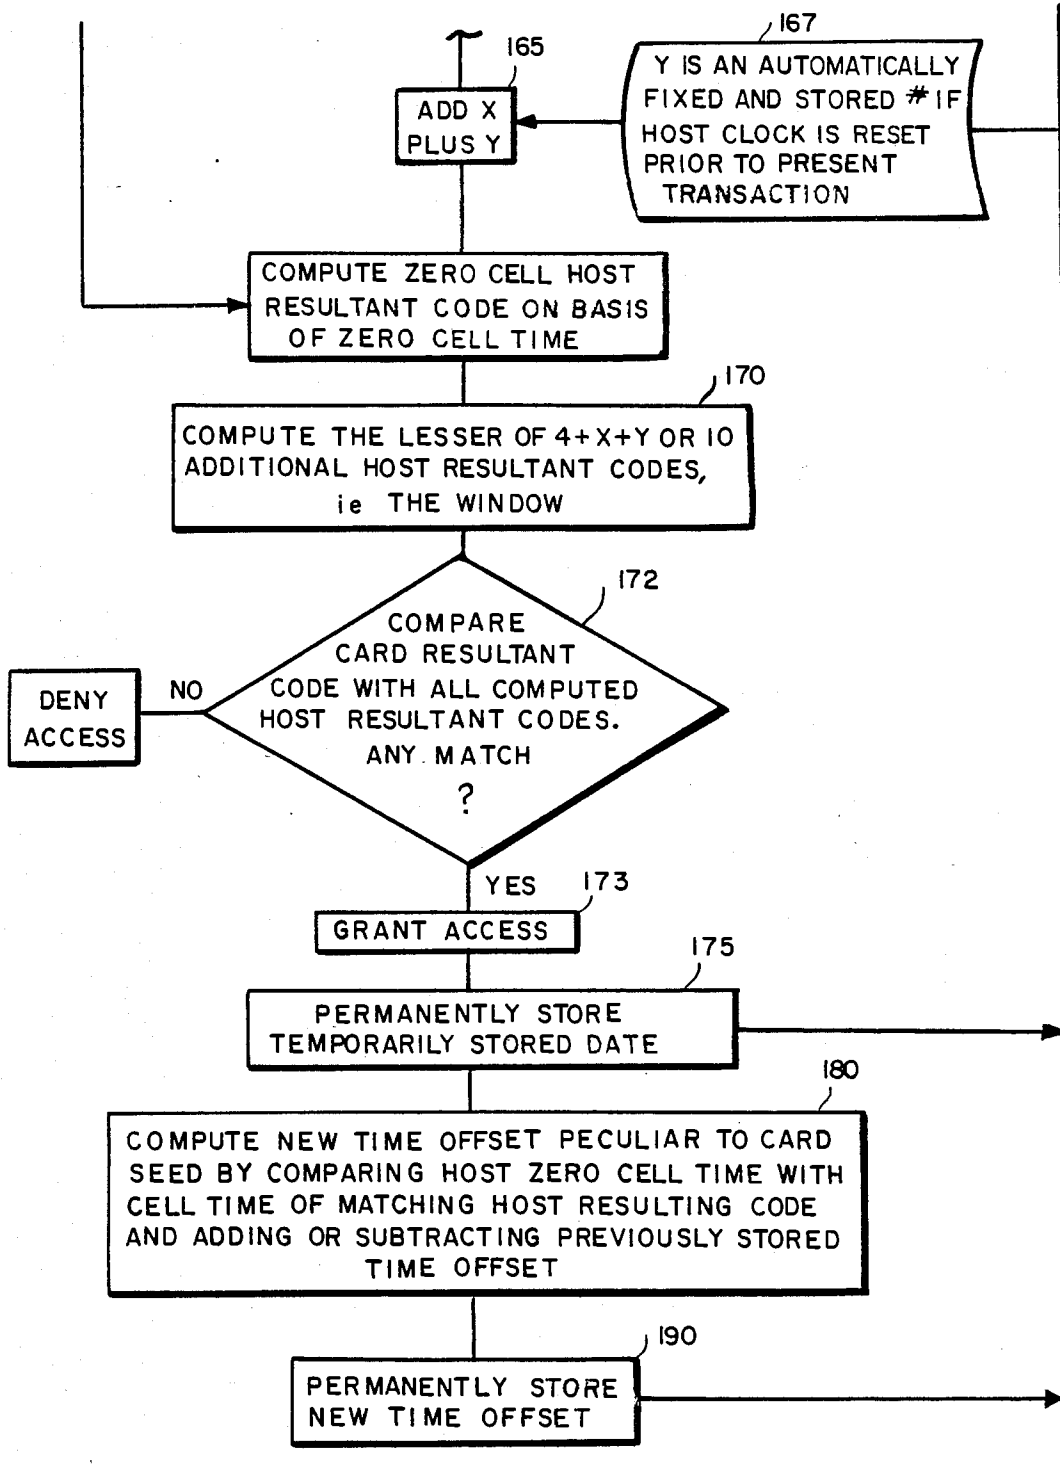 167
165
Y IS AN AUTOMATICALLY
FIXED AND STORED # IF
HOST CLOCK IS RESET
PRIOR TO PRESENT
TRANSACTION
ADD X
PLUS Y
COMPUTE ZERO CELL HOST
RESULTANT CODE ON BASIS
OF ZERO CELL TIME
170
COMPUTE THE LESSER OF 4+X+Y OR 10
ADDITIONAL HOST RESULTANT CODES,
ie THE WINDOW
172
COMPARE
CARD RESULTANT
CODE WITH ALL COMPUTED
HOST RESULTANT CODES.
ANY MATCH
?
NO
DENY
ACCESS
YES
173
GRANT ACCESS
175
PERMANENTLY STORE
TEMPORARILY STORED DATE
180
COMPUTE NEW TIME OFFSET PECULIAR TO CARD
SEED BY COMPARING HOST ZERO CELL TIME WITH
CELL TIME OF MATCHING HOST RESULTING CODE
AND ADDING OR SUBTRACTING PREVIOUSLY STORED
TIME OFFSET
190
PERMANENTLY STORE
NEW TIME OFFSET